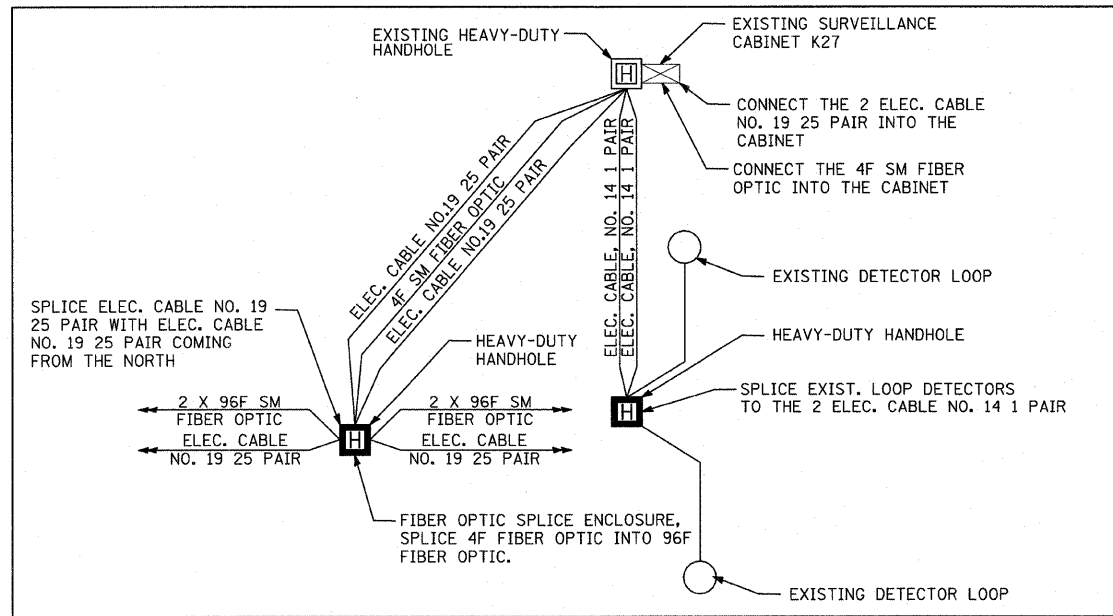 EXISTING HEAVY-DUTY
HANDHOLE
EXISTING SURVEILLANCE
CABINET K27
H
CONNECT THE 2 ELEC. CABLE
NO. 19 25 PAIR INTO THE
CABINET
CONNECT THE 4F SM FIBER
OPTIC INTO THE CABINET
ELEC. CABLE NO.19 25 PAIR
4F SM FIBER OPTIC
ELEC. CABLE NO.19 25 PAIR
ELEC. CABLE, NO. 14 1 PAIR
ELEC. CABLE, NO. 14 1 PAIR
EXISTING DETECTOR LOOP
SPLICE ELEC. CABLE NO. 19
25 PAIR WITH ELEC. CABLE
NO. 19 25 PAIR COMING
FROM THE NORTH
HEAVY-DUTY
HANDHOLE
HEAVY-DUTY HANDHOLE
SPLICE EXIST. LOOP DETECTORS
TO THE 2 ELEC. CABLE NO. 14 1 PAIR
H
2 X 96F SM
FIBER OPTIC
ELEC. CABLE
NO. 19 25 PAIR
H
2 X 96F SM
FIBER OPTIC
ELEC. CABLE
NO. 19 25 PAIR
FIBER OPTIC SPLICE ENCLOSURE,
SPLICE 4F FIBER OPTIC INTO 96F
FIBER OPTIC.
EXISTING DETECTOR LOOP